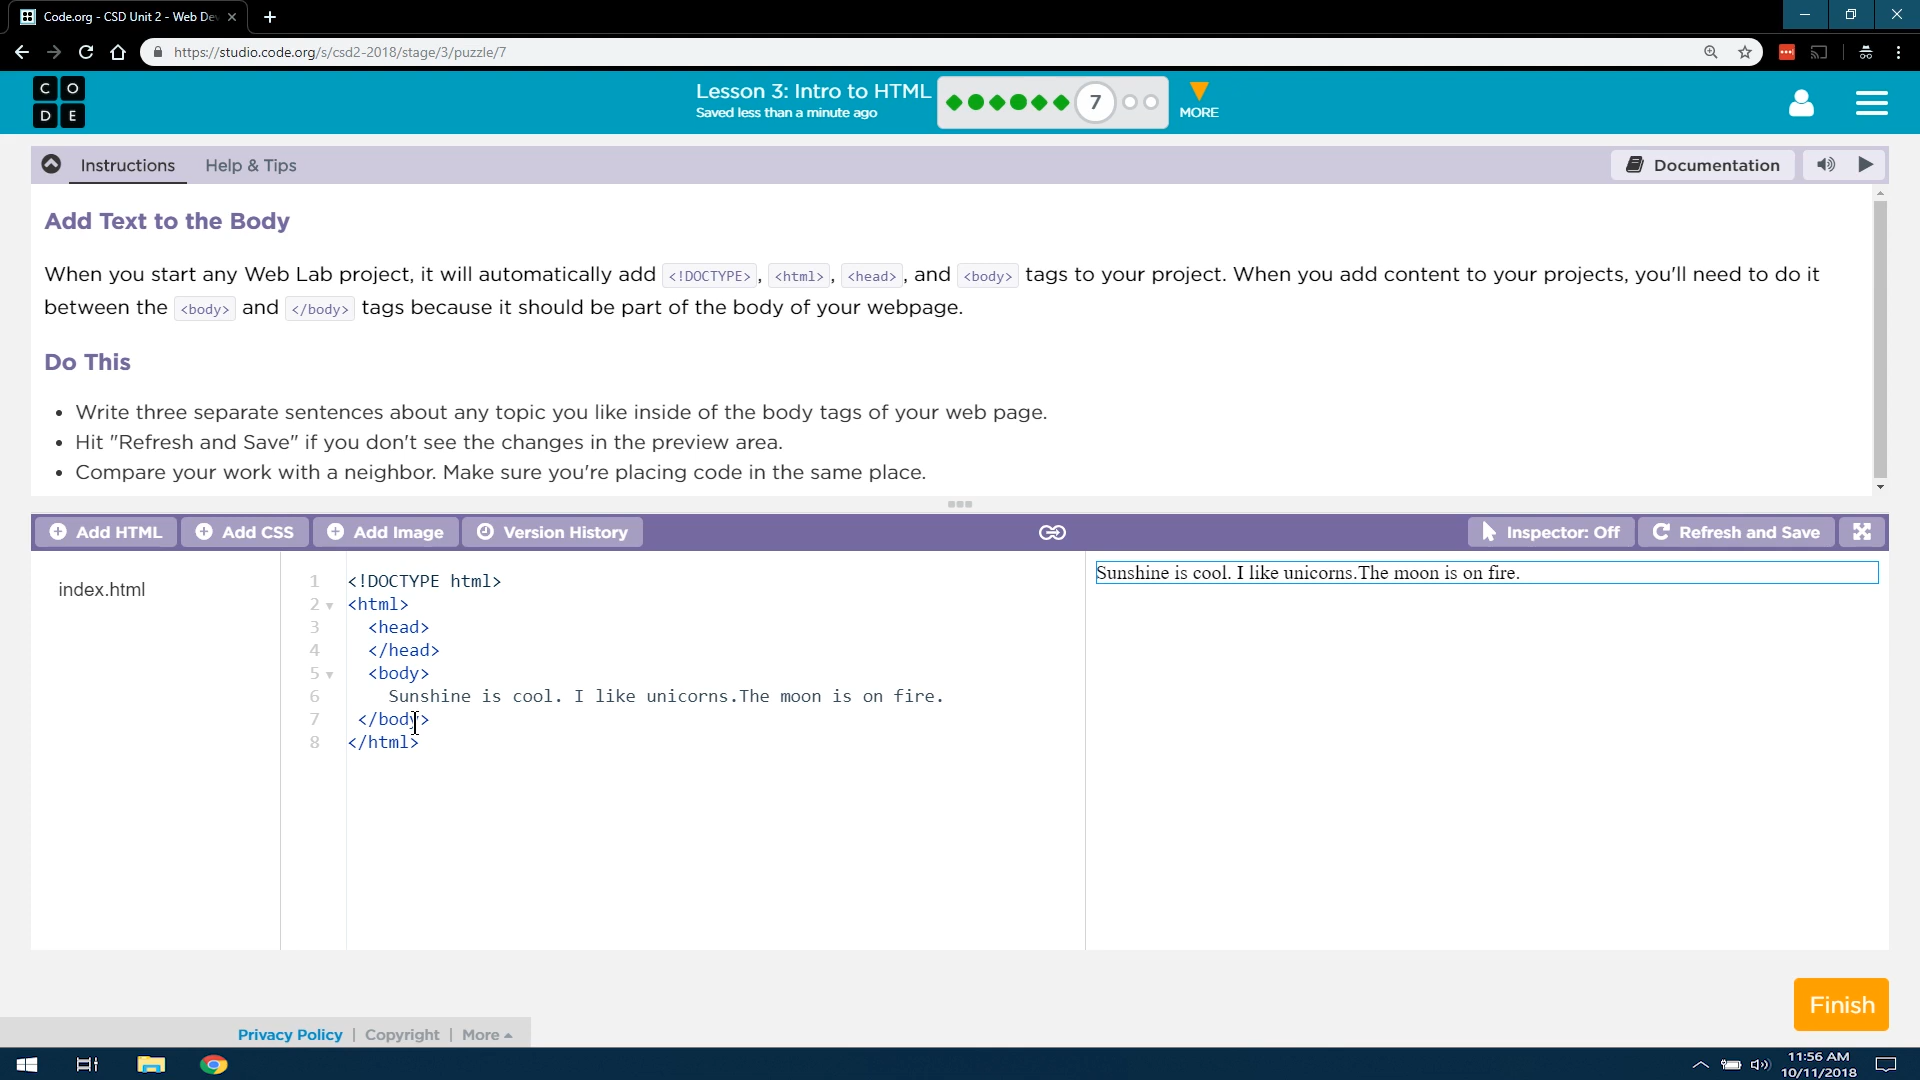 Code.org - CSD Unit 2 - Web De
https://studio.code.org/s/csd2-2018/stage/3/puzzle/7
C O
D E
Lesson 3: Intro to HTML
Saved less than a minute ago
7
MORE
Instructions
Help & Tips
Documentation
Add Text to the Body
When you start any Web Lab project, it will automatically add <!DOCTYPE>, <html>, <head>, and <body> tags to your project. When you add content to your projects, you'll need to do it
between the <body> and </body> tags because it should be part of the body of your webpage.
Do This
• Write three separate sentences about any topic you like inside of the body tags of your web page.
• Hit "Refresh and Save" if you don't see the changes in the preview area.
• Compare your work with a neighbor. Make sure you're placing code in the same place.
Add HTML
Add CSS
Add Image
Version History
Inspector: Off
Refresh and Save
index.html
1 <!DOCTYPE html>
2 <html>
3 <head>
4 </head>
5 <body>
6 Sunshine is cool. I like unicorns.The moon is on fire.
7 </body>
8 </html>
Sunshine is cool. I like unicorns.The moon is on fire.
Finish
Privacy Policy | Copyright | More
11:56 AM
10/11/2018